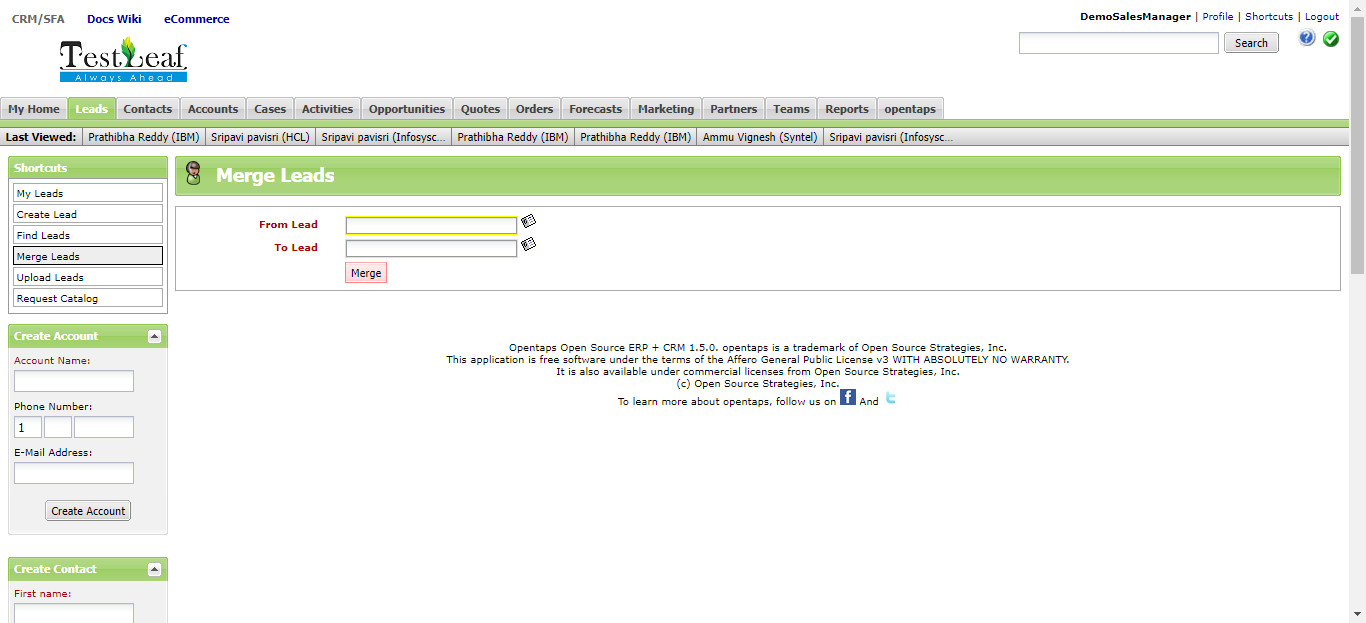 CRM/SFA Docs Wiki eCommerce
DemoSalesManager | Profile | Shortcuts | Logout
TestLeaf
Always Ahead
Search
My Home Leads Contacts Accounts Cases Activities Opportunities Quotes Orders Forecasts Marketing Partners Teams Reports opentaps
Last Viewed: Prathibha Reddy (IBM) Sripavi pavisri (HCL) Sripavi pavisri (Infosysc... Prathibha Reddy (IBM) Prathibha Reddy (IBM) Ammu Vignesh (Syntel) Sripavi pavisri (Infosysc...
Shortcuts
My Leads
Create Lead
Find Leads
Merge Leads
Upload Leads
Request Catalog
Create Account
Account Name:
Phone Number:
1
E-Mail Address:
Create Account
Create Contact
First name:
Merge Leads
From Lead
To Lead
Merge
Opentaps Open Source ERP + CRM 1.5.0. opentaps is a trademark of Open Source Strategies, Inc.
This application is free software under the terms of the Affero General Public License v3 WITH ABSOLUTELY NO WARRANTY.
It is also available under commercial licenses from Open Source Strategies, Inc.
(c) Open Source Strategies, Inc.
To learn more about opentaps, follow us on f And t